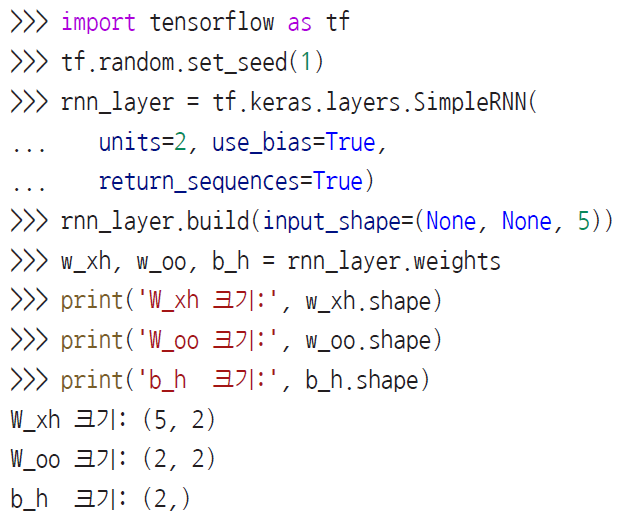 >>> import tensorflow as tf
>>> tf.random.set_seed(1)
>>> rnn_layer = tf.keras.layers.SimpleRNN(
...    units=2, use_bias=True,
...    return_sequences=True)
>>> rnn_layer.build(input_shape=(None, None, 5))
>>> w_xh, w_oo, b_h = rnn_layer.weights
>>> print('W_xh 크기:', w_xh.shape)
>>> print('W_oo 크기:', w_oo.shape)
>>> print('b_h  크기:', b_h.shape)
W_xh 크기: (5, 2)
W_oo 크기: (2, 2)
b_h  크기: (2,)